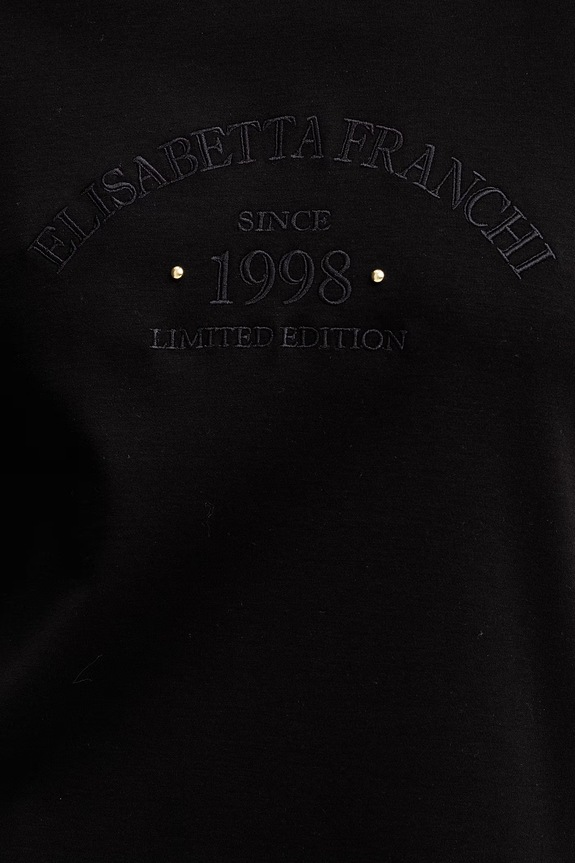 ELISABETTA FRANCHI
SINCE
1998
LIMITED EDITION